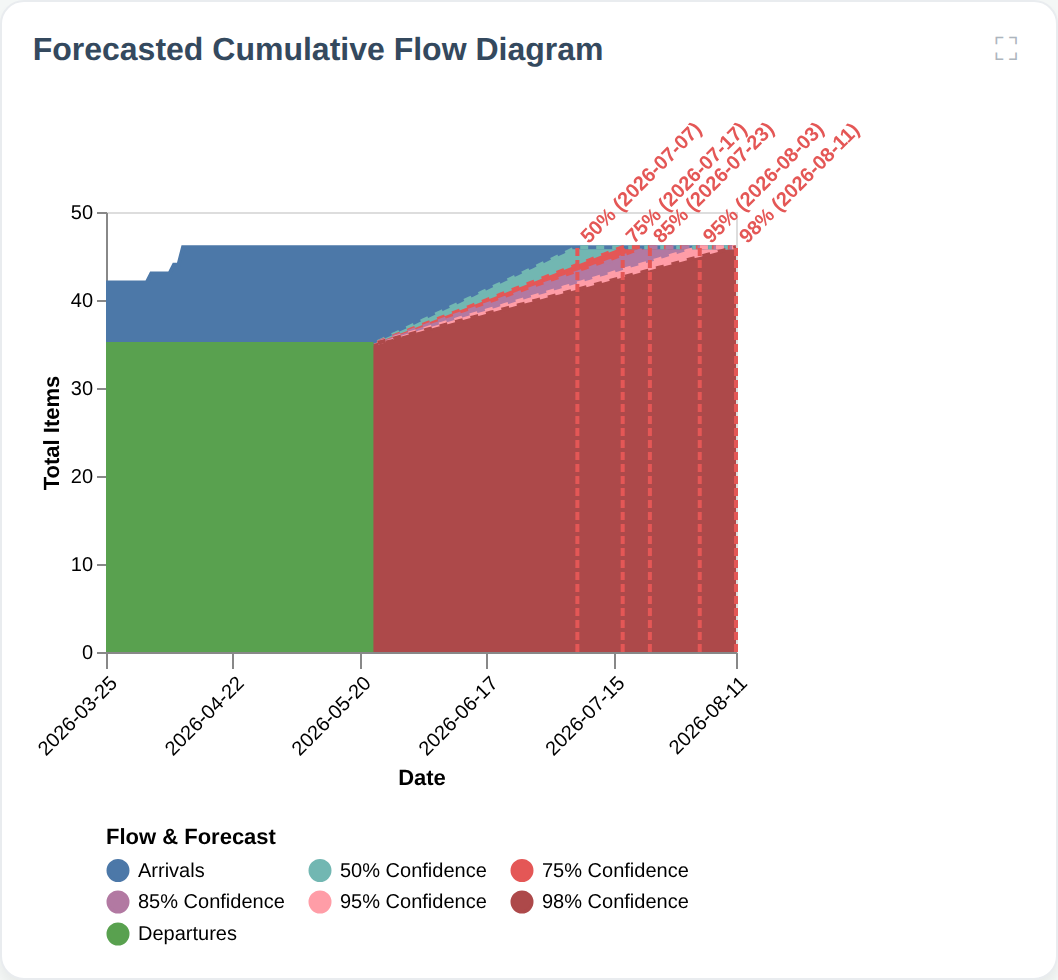 Forecasted Cumulative Flow Diagram
50% (2026-07-07)
75% (2026-07-17)
85% (2026-07-23)
95% (2026-08-03)
98% (2026-08-11)
50
40
30
20
10
0
Total Items
2026-03-25
2026-04-22
2026-05-20
2026-06-17
2026-07-15
2026-08-11
Date
Flow & Forecast
Arrivals
50% Confidence
75% Confidence
85% Confidence
95% Confidence
98% Confidence
Departures